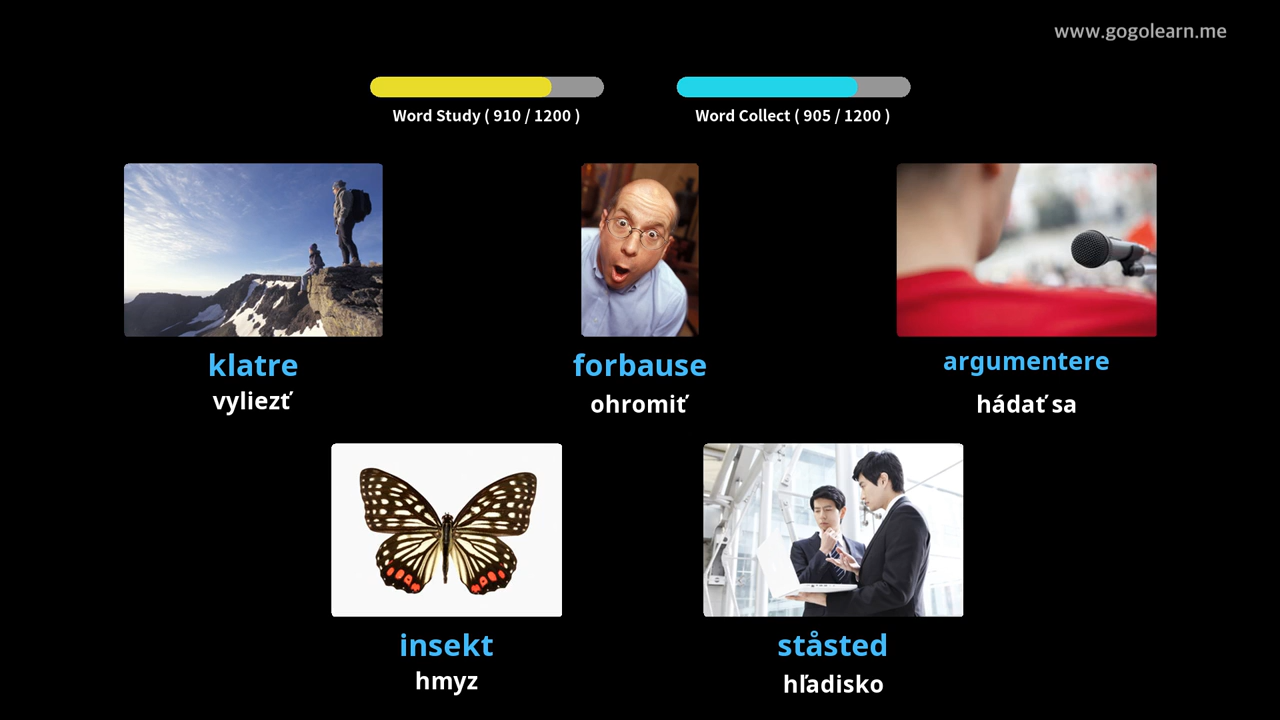 www.gogolearn.me
Word Study ( 910 / 1200 )
Word Collect ( 905 / 1200 )
klatre
vyliezť
forbause
ohromiť
argumentere
hádať sa
insekt
hmyz
ståsted
hľadisko